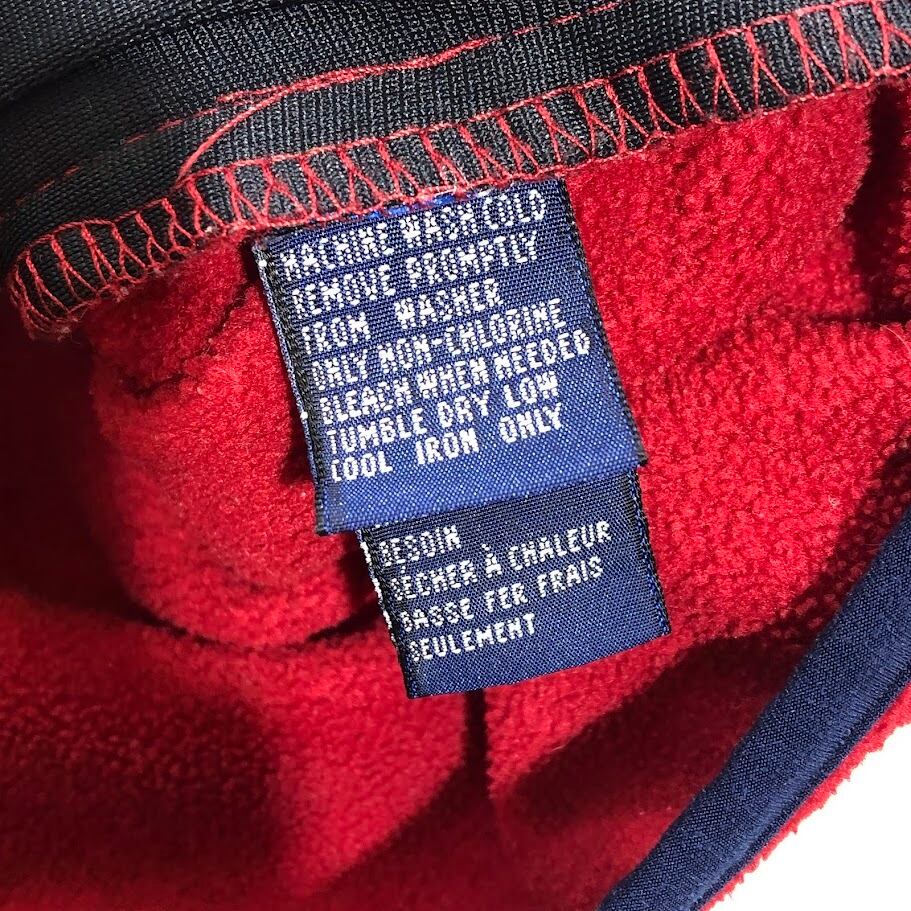 MACHINE WASH COLD
REMOVE PROMPTLY
FROM WASHER
ONLY NON-CHLORINE
BLEACH WHEN NEEDED
TUMBLE DRY LOW
COOL IRON ONLY
BESOIN
SÉCHER À CHALEUR
BASSE FER FRAIS
SEULEMENT